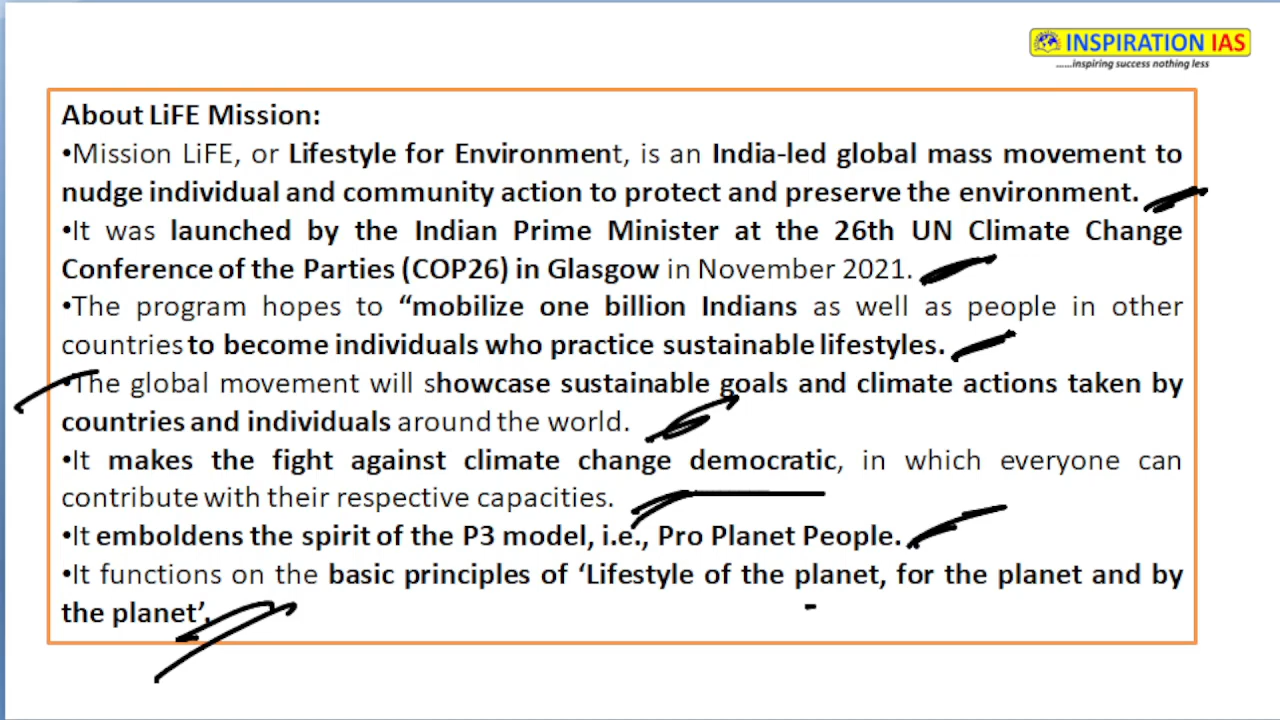 INSPIRATION IAS
......inspiring success nothing less
About LiFE Mission:
•Mission LiFE, or Lifestyle for Environment, is an India-led global mass movement to
nudge individual and community action to protect and preserve the environment.
•It was launched by the Indian Prime Minister at the 26th UN Climate Change
Conference of the Parties (COP26) in Glasgow in November 2021.
•The program hopes to “mobilize one billion Indians as well as people in other
countries to become individuals who practice sustainable lifestyles.
•The global movement will showcase sustainable goals and climate actions taken by
countries and individuals around the world.
•It makes the fight against climate change democratic, in which everyone can
contribute with their respective capacities.
•It emboldens the spirit of the P3 model, i.e., Pro Planet People.
•It functions on the basic principles of ‘Lifestyle of the planet, for the planet and by
the planet’.